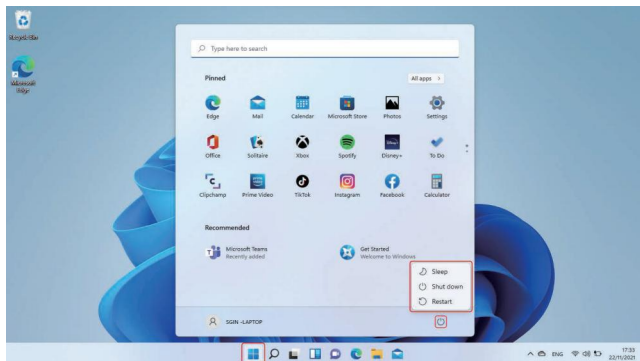 Recycle Bin
Microsoft
Edge
Type here to search
Pinned
All apps >
Edge
Mail
Calendar
Microsoft Store
Photos
Settings
Office
Solitaire
Xbox
Spotify
Disney+
To Do
Clipchamp
Prime Video
TikTok
Instagram
Facebook
Calculator
Recommended
Microsoft Teams
Recently added
Get Started
Welcome to Windows
Sleep
Shut down
Restart
SGIN -LAPTOP
ENG
17:33
22/11/2021